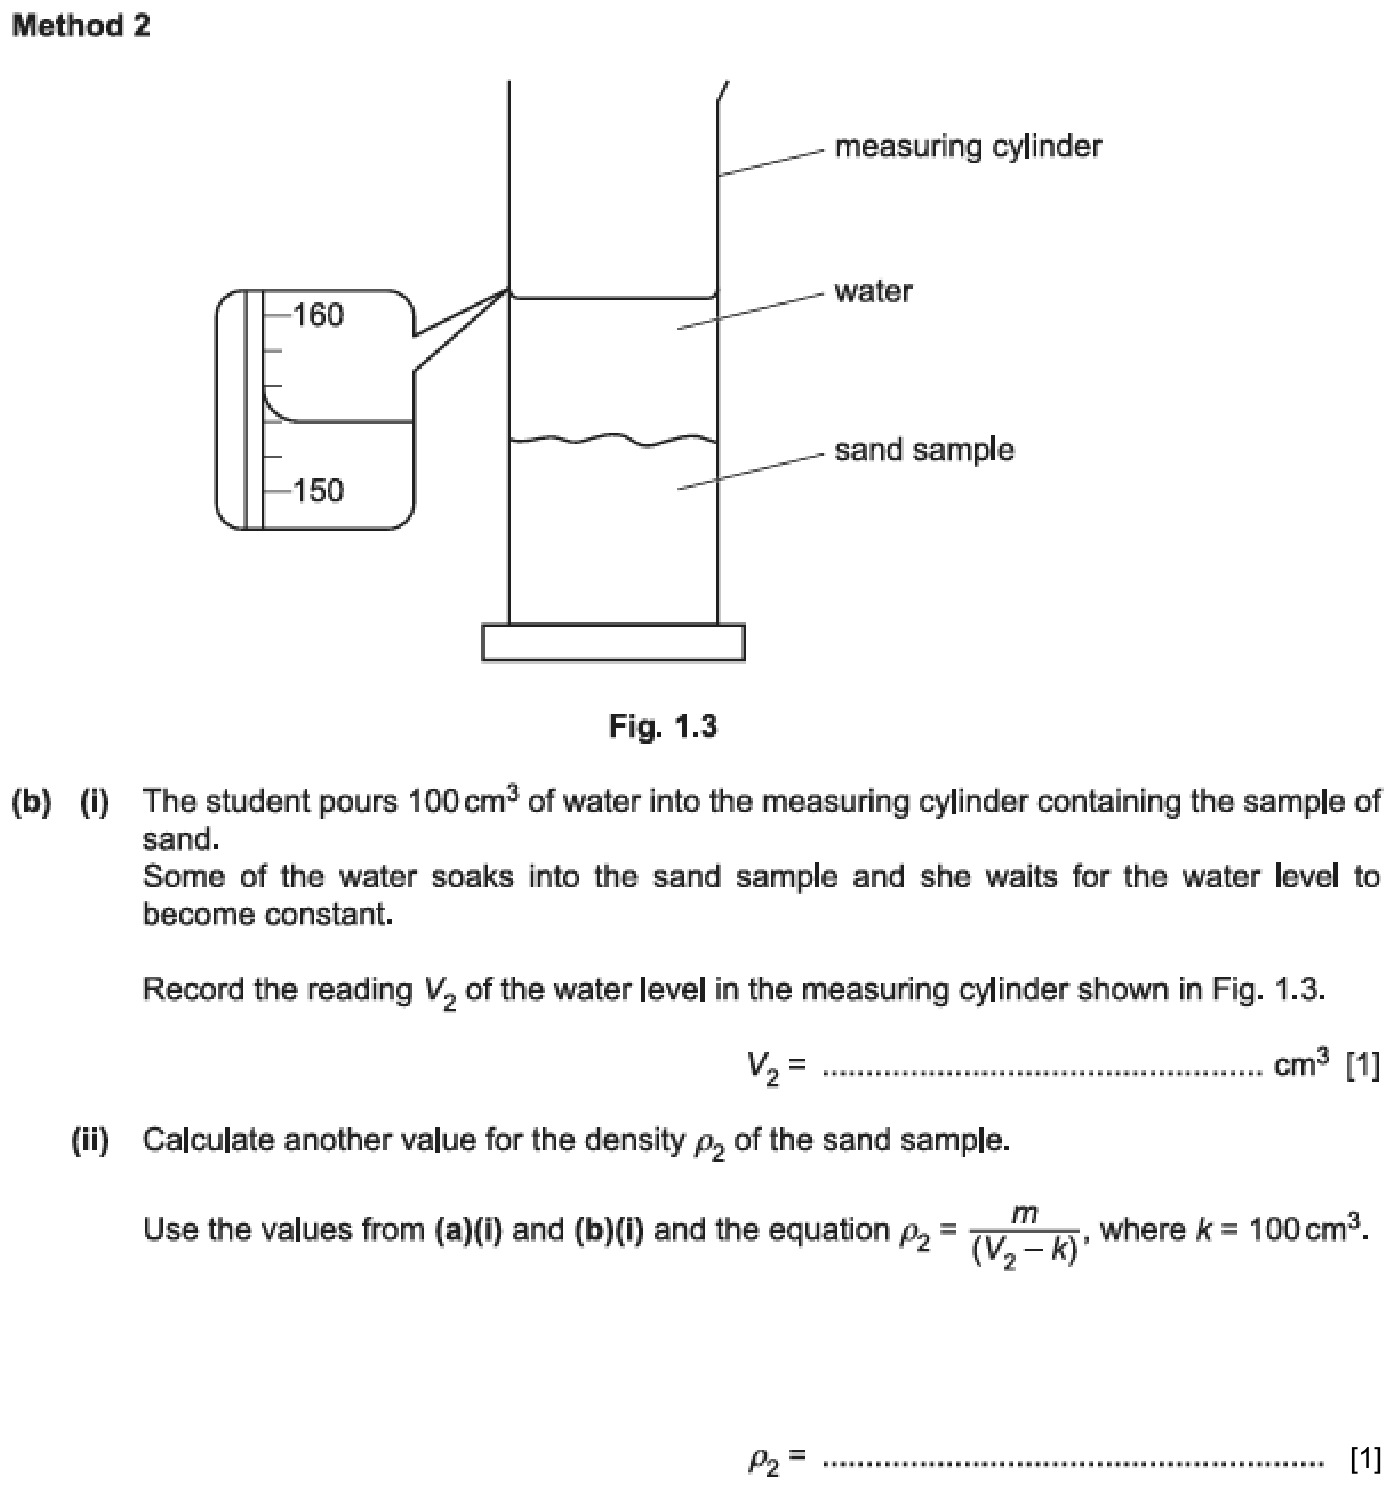 Method 2
measuring cylinder
160
water
150
sand sample
Fig. 1.3
(b) (i) The student pours 100 cm³ of water into the measuring cylinder containing the sample of
sand.
Some of the water soaks into the sand sample and she waits for the water level to
become constant.
Record the reading V₂ of the water level in the measuring cylinder shown in Fig. 1.3.
V₂ = .................................................. cm³ [1]
(ii) Calculate another value for the density ρ₂ of the sand sample.
Use the values from (a)(i) and (b)(i) and the equation ρ₂ = m/(V₂ – k), where k = 100 cm³.
ρ₂ = ......................................................... [1]